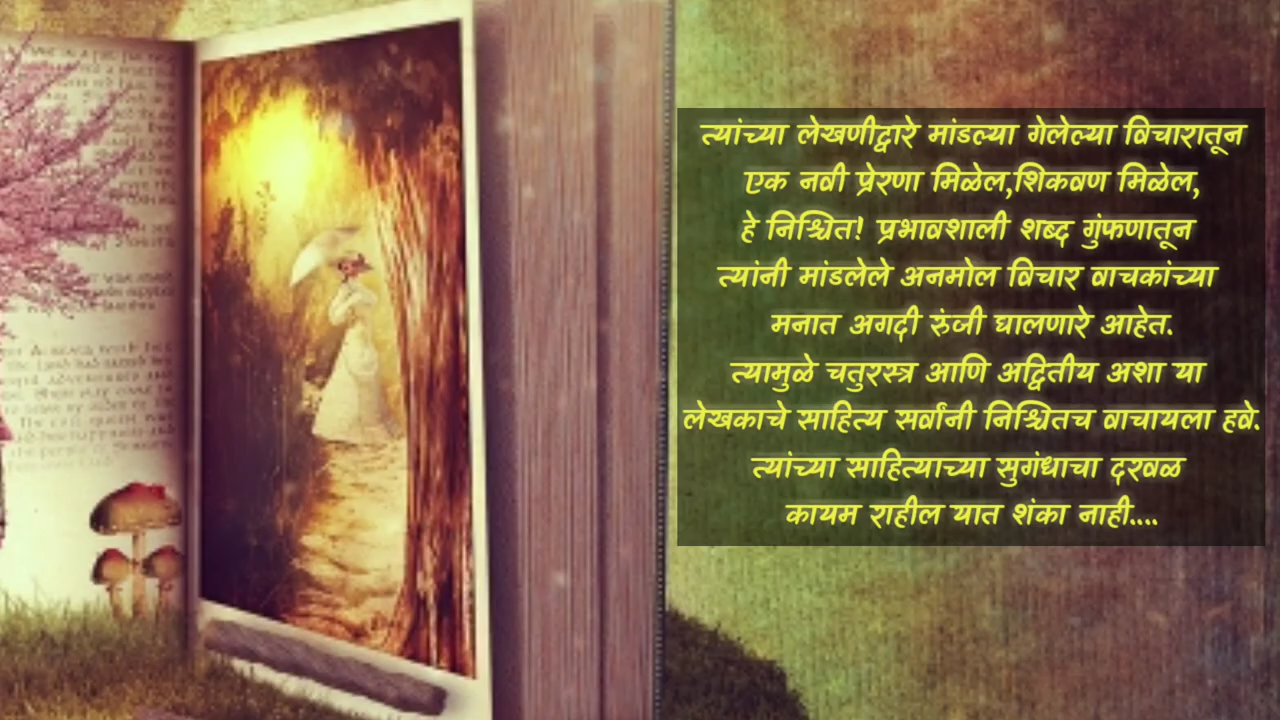 त्यांच्या लेखणीद्वारे मांडल्या गेलेल्या विचारातून
एक नवी प्रेरणा मिळेल,शिकवण मिळेल,
हे निश्चित! प्रभावशाली शब्द गुंफणातून
त्यांनी मांडलेले अनमोल विचार वाचकांच्या
मनात अगदी रुंजी घालणारे आहेत.
त्यामुळे चतुरस्त्र आणि अद्वितीय अशा या
लेखकाचे साहित्य सर्वांनी निश्चितच वाचायला हवे.
त्यांच्या साहित्याच्या सुगंधाचा दरवळ
कायम राहील यात शंका नाही....